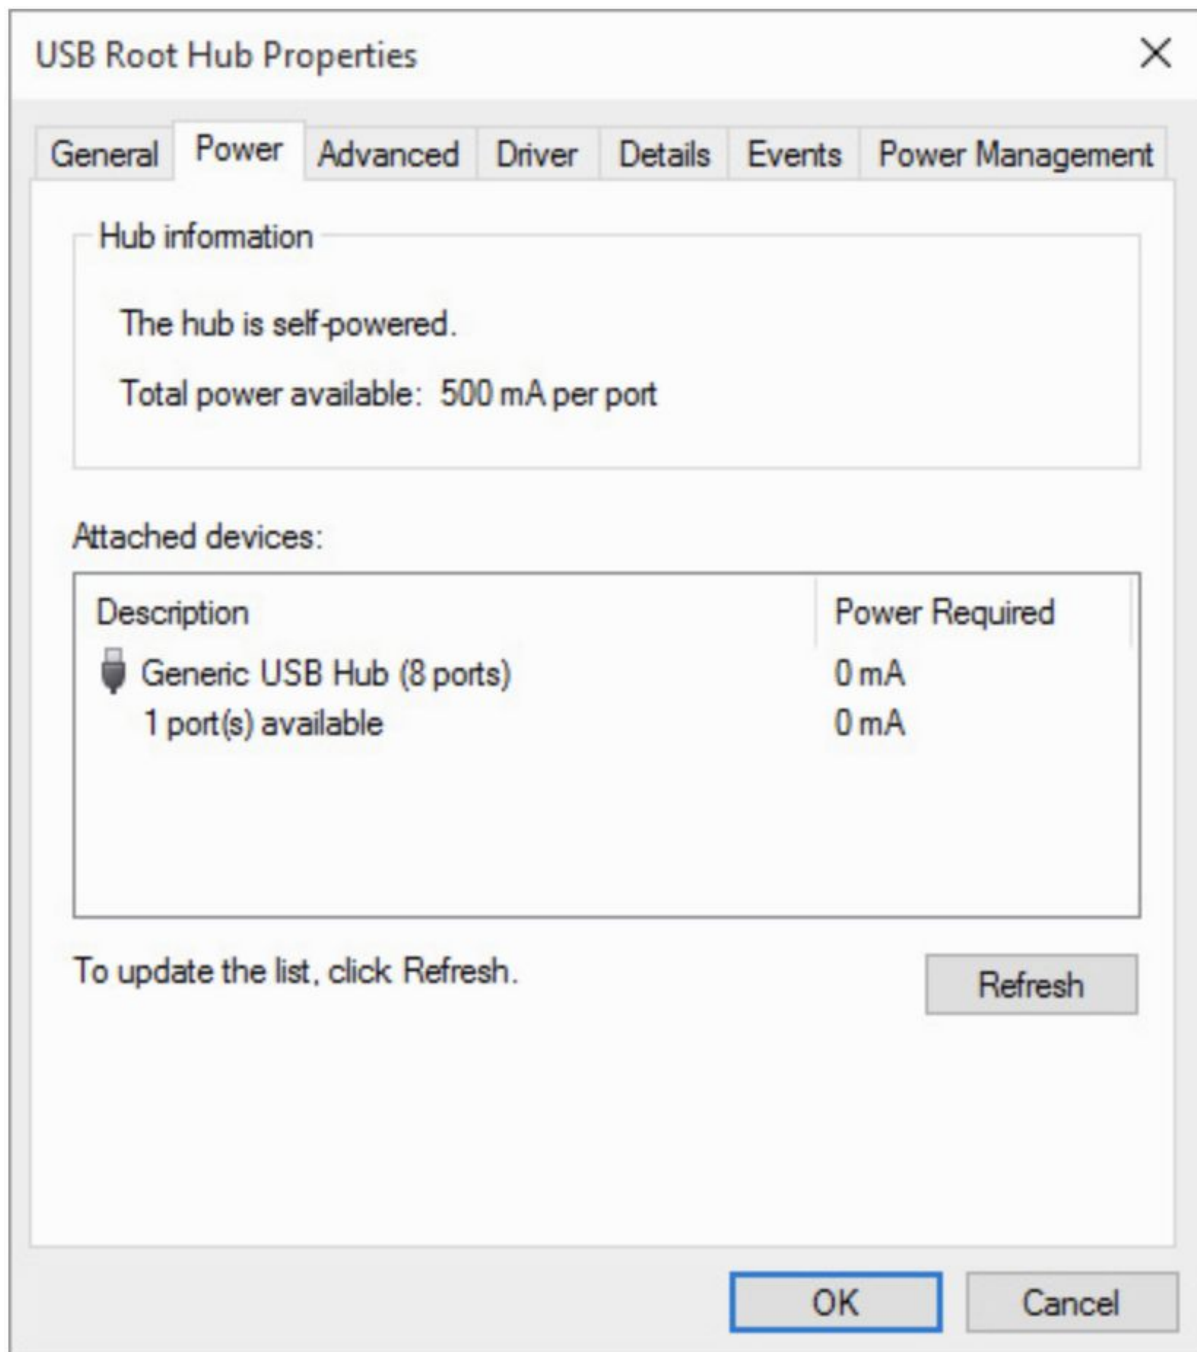 USB Root Hub Properties
General Power Advanced Driver Details Events Power Management
Hub information
The hub is self-powered.
Total power available: 500 mA per port
Attached devices:
Description Power Required
Generic USB Hub (8 ports) 0 mA
1 port(s) available 0 mA
To update the list, click Refresh.
Refresh
OK Cancel